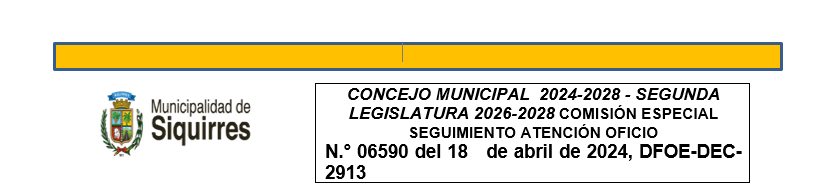 Municipalidad de
Siquirres
CONCEJO MUNICIPAL 2024-2028 - SEGUNDA
LEGISLATURA 2026-2028 COMISIÓN ESPECIAL
SEGUIMIENTO ATENCIÓN OFICIO
N.° 06590 del 18 de abril de 2024, DFOE-DEC-
2913